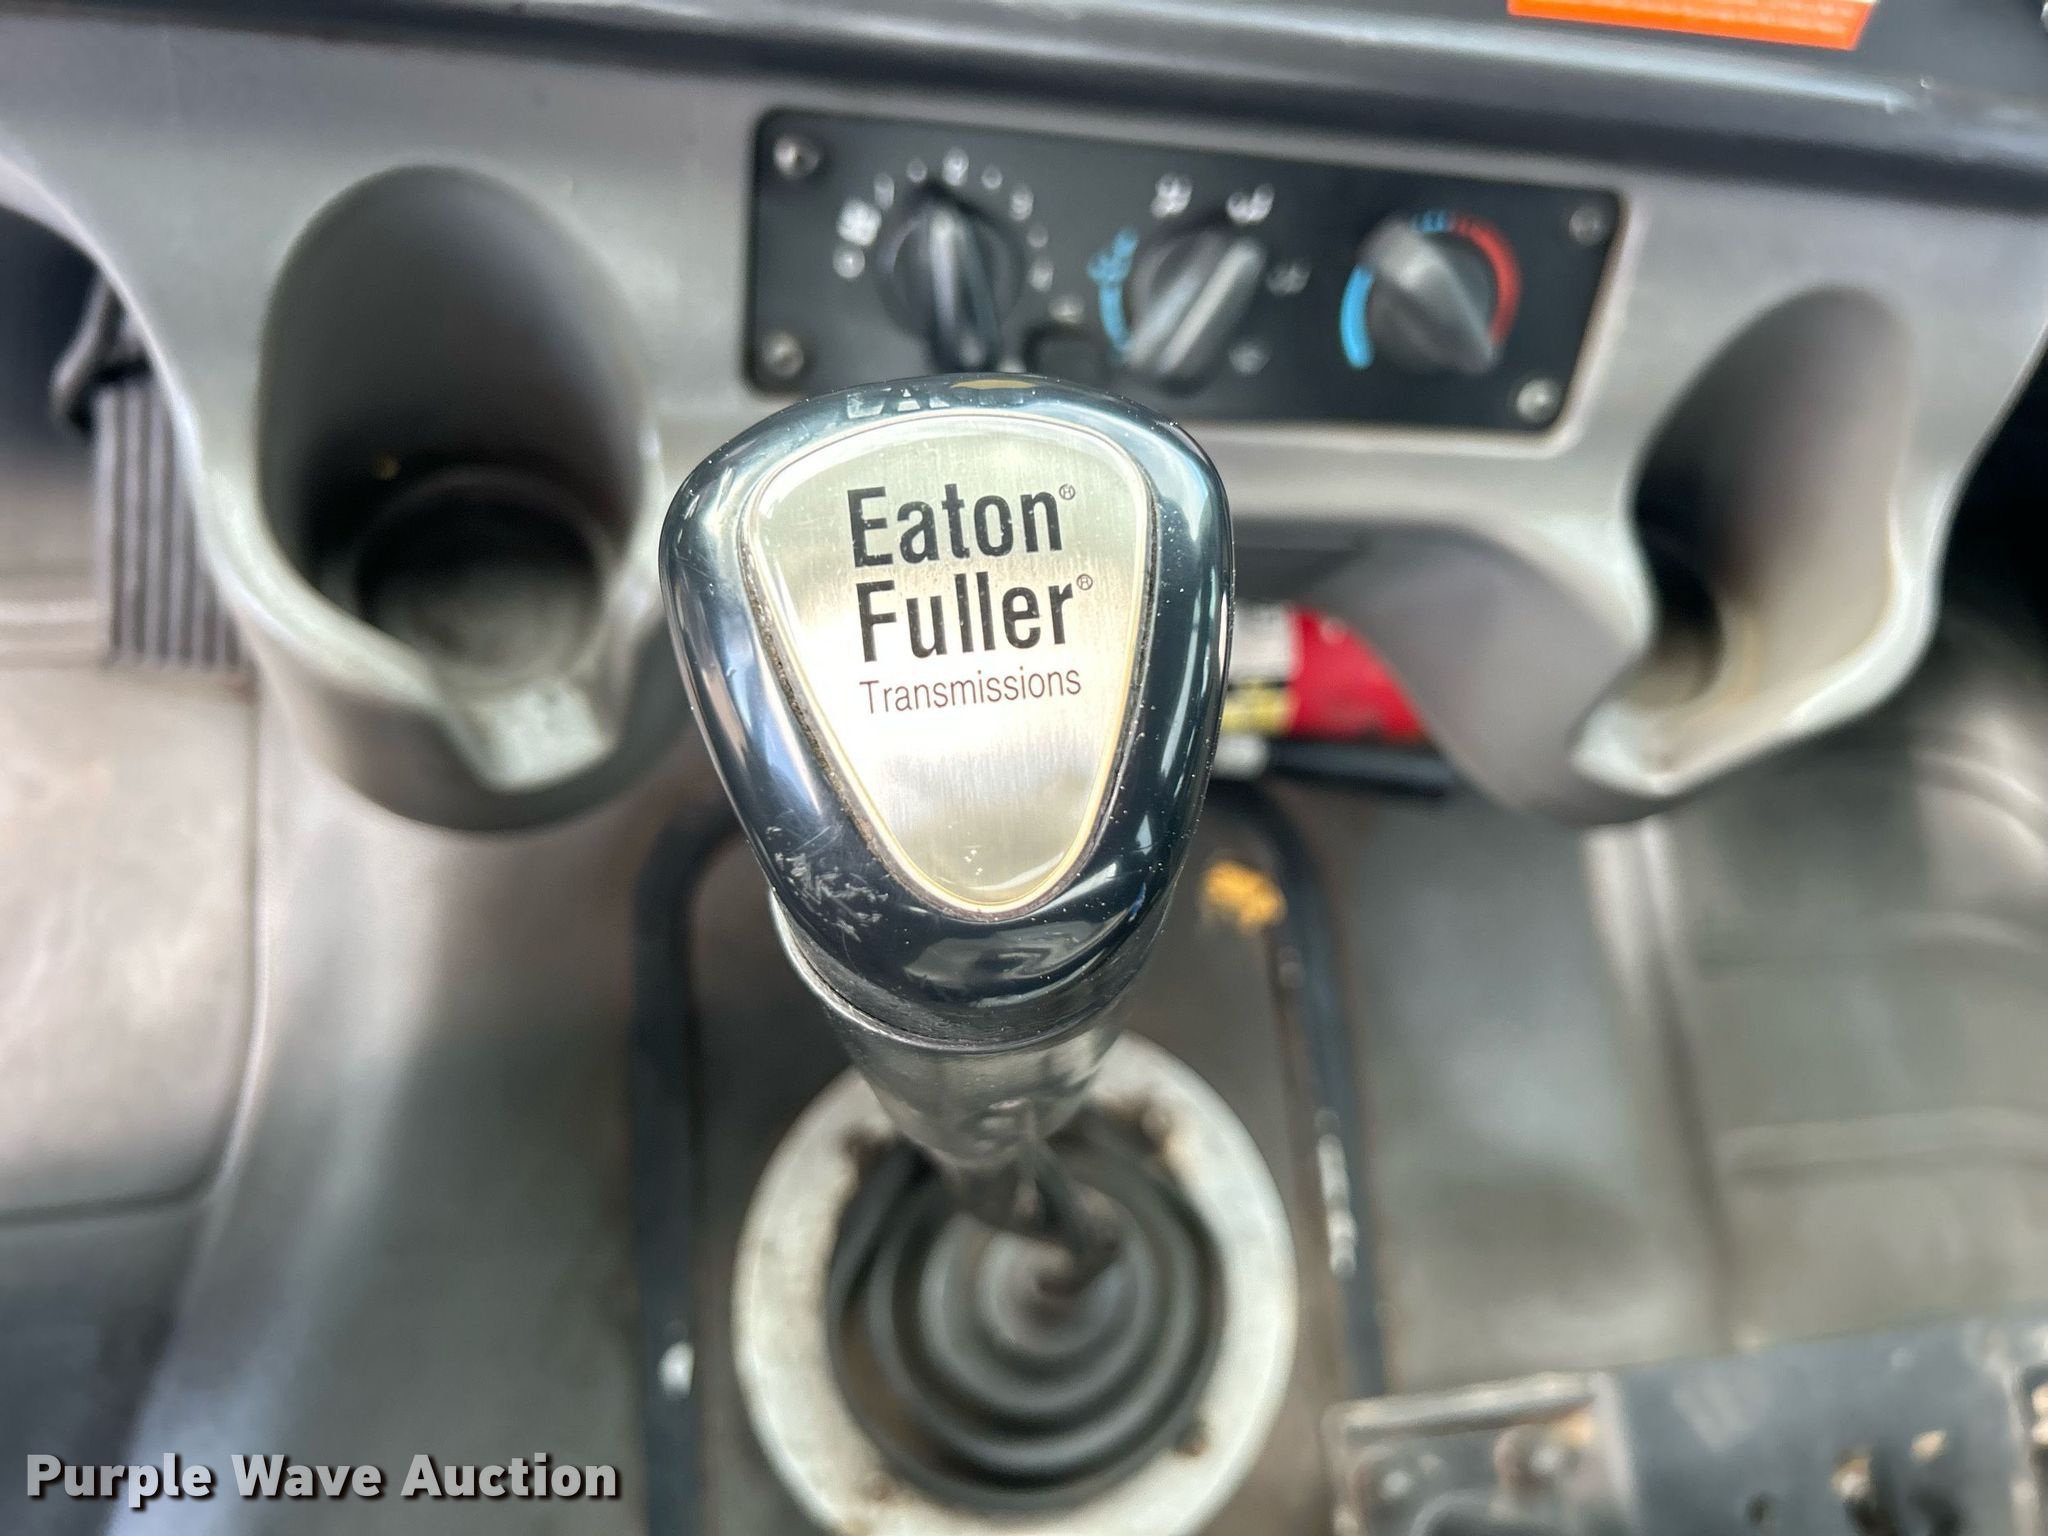 Eaton®
Fuller®
Transmissions
Purple Wave Auction